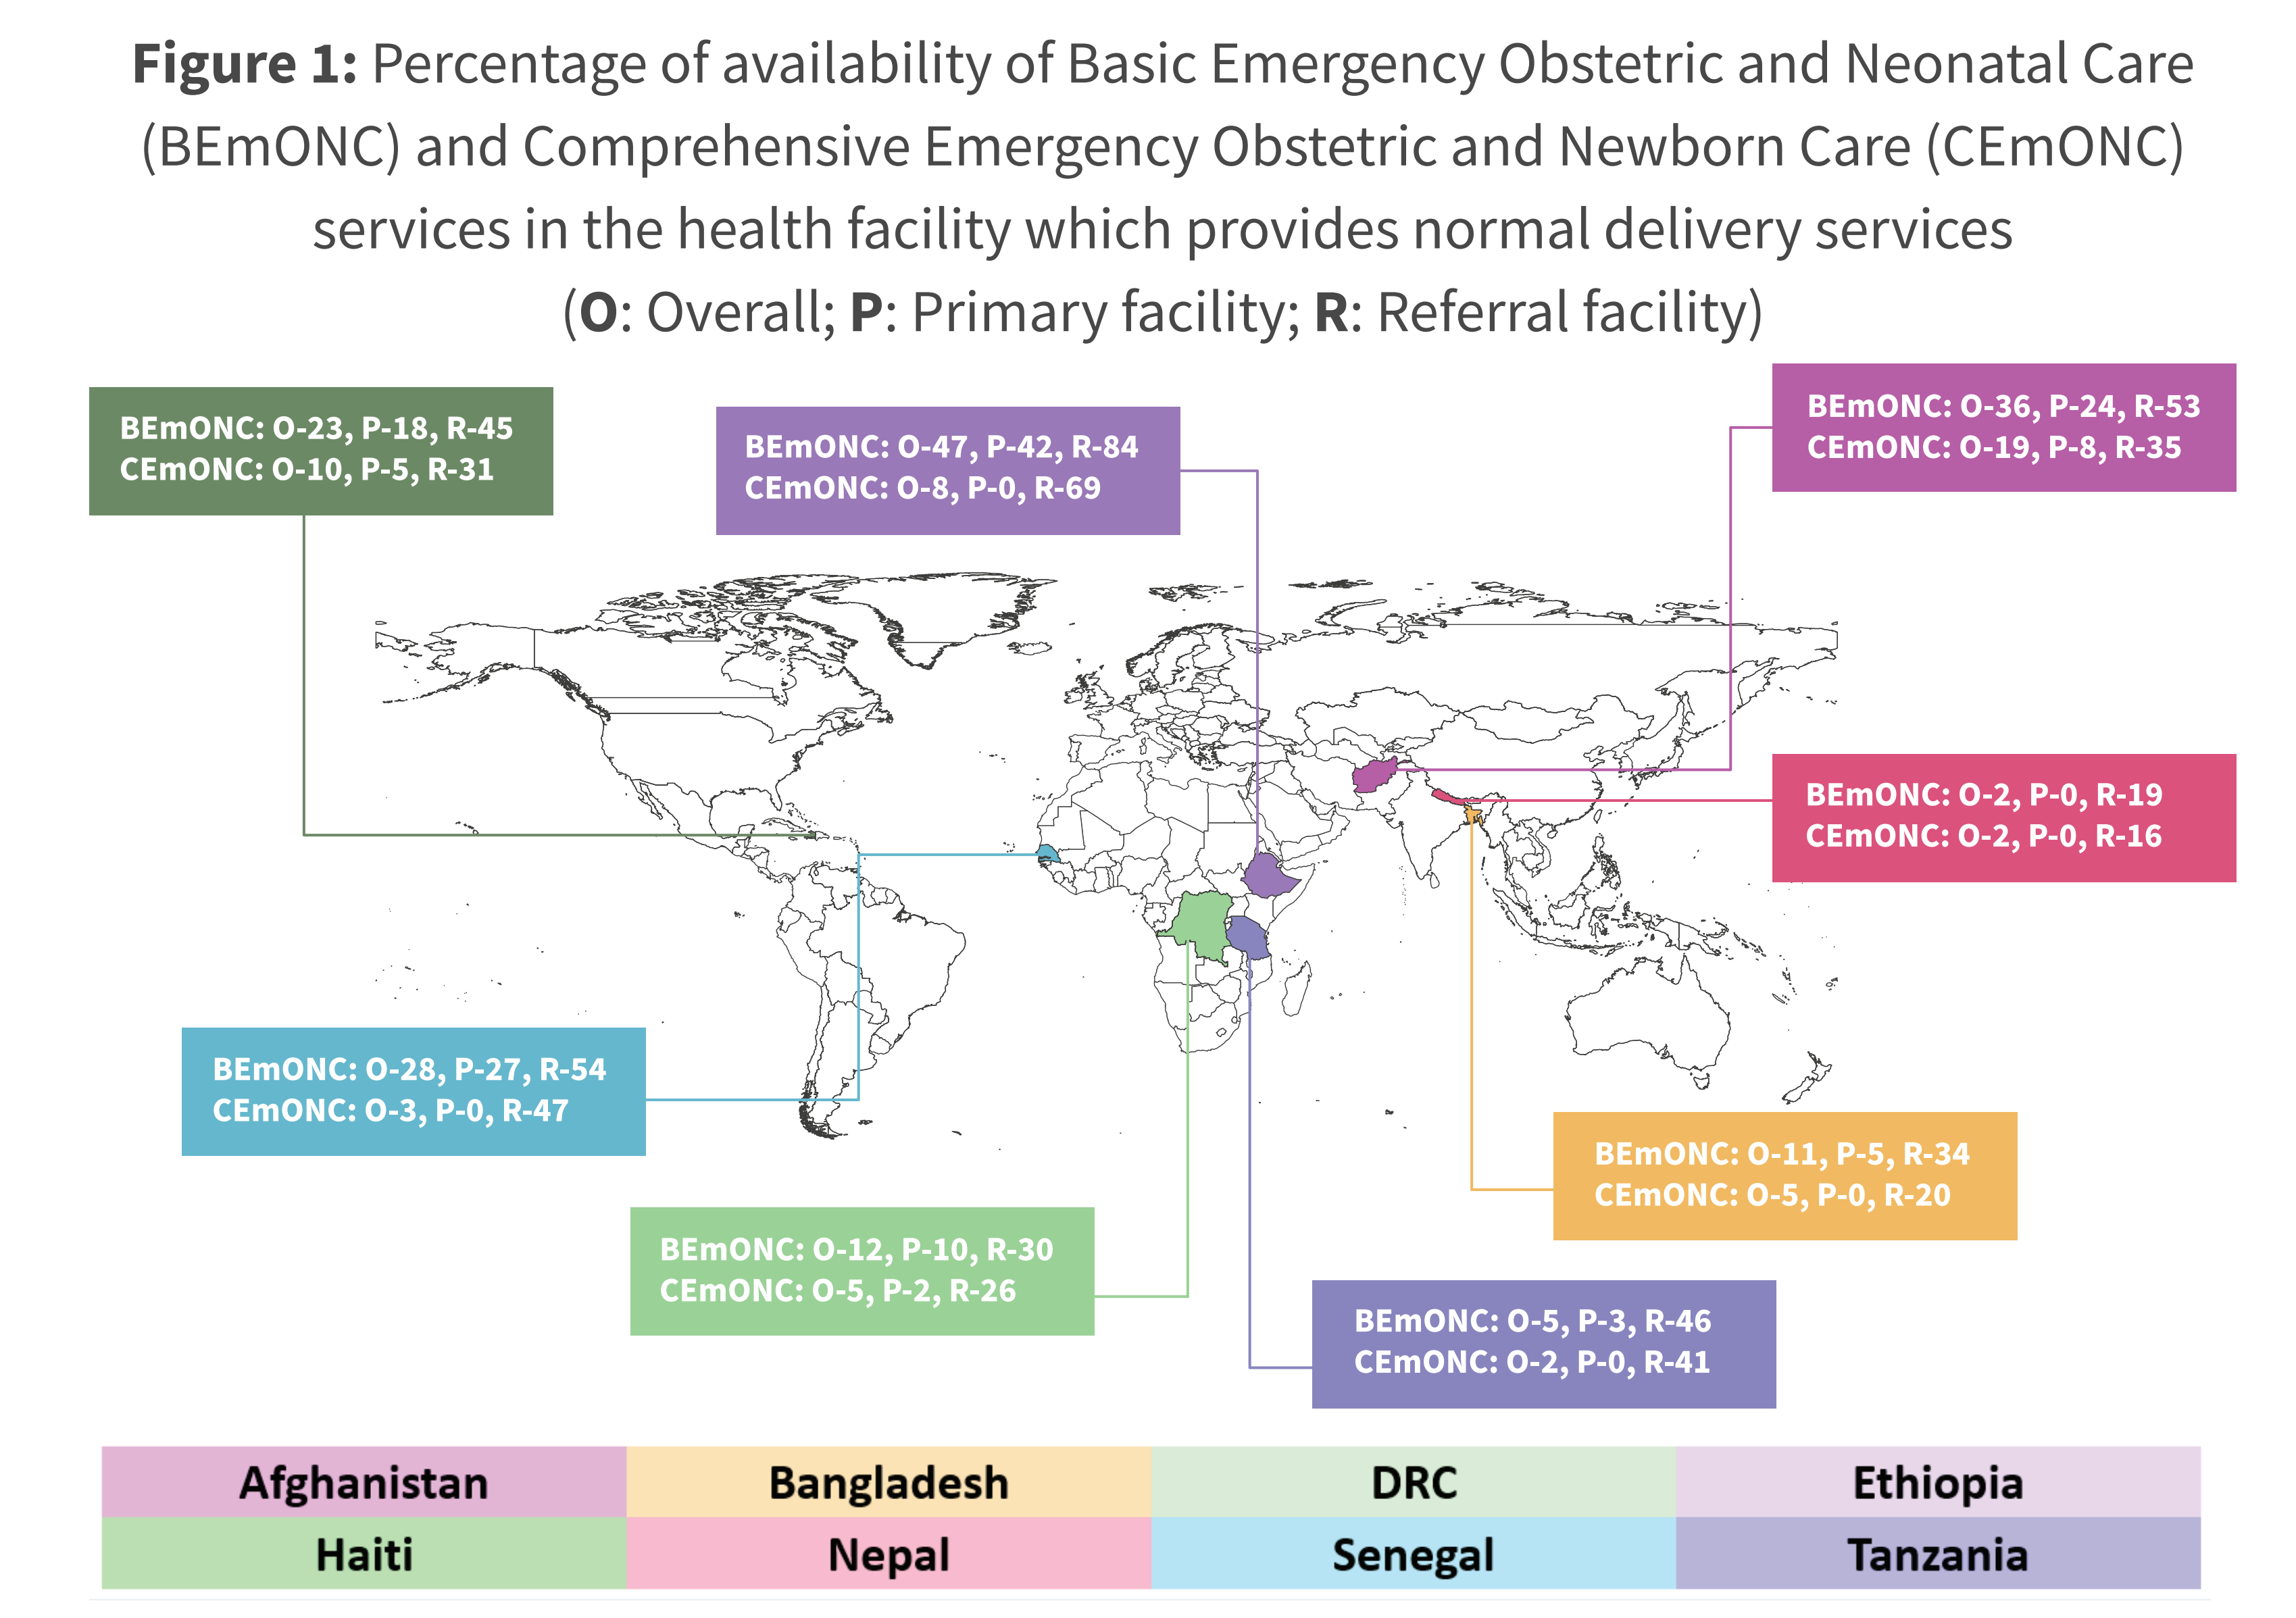 Figure 1: Percentage of availability of Basic Emergency Obstetric and Neonatal Care
(BEmONC) and Comprehensive Emergency Obstetric and Newborn Care (CEmONC)
services in the health facility which provides normal delivery services
(O: Overall; P: Primary facility; R: Referral facility)
BEmONC: O-23, P-18, R-45
CEmONC: O-10, P-5, R-31
BEmONC: O-47, P-42, R-84
CEmONC: O-8, P-0, R-69
BEmONC: O-36, P-24, R-53
CEmONC: O-19, P-8, R-35
BEmONC: O-2, P-0, R-19
CEmONC: O-2, P-0, R-16
BEmONC: O-28, P-27, R-54
CEmONC: O-3, P-0, R-47
BEmONC: O-11, P-5, R-34
CEmONC: O-5, P-0, R-20
BEmONC: O-12, P-10, R-30
CEmONC: O-5, P-2, R-26
BEmONC: O-5, P-3, R-46
CEmONC: O-2, P-0, R-41
Afghanistan Bangladesh DRC Ethiopia
Haiti Nepal Senegal Tanzania